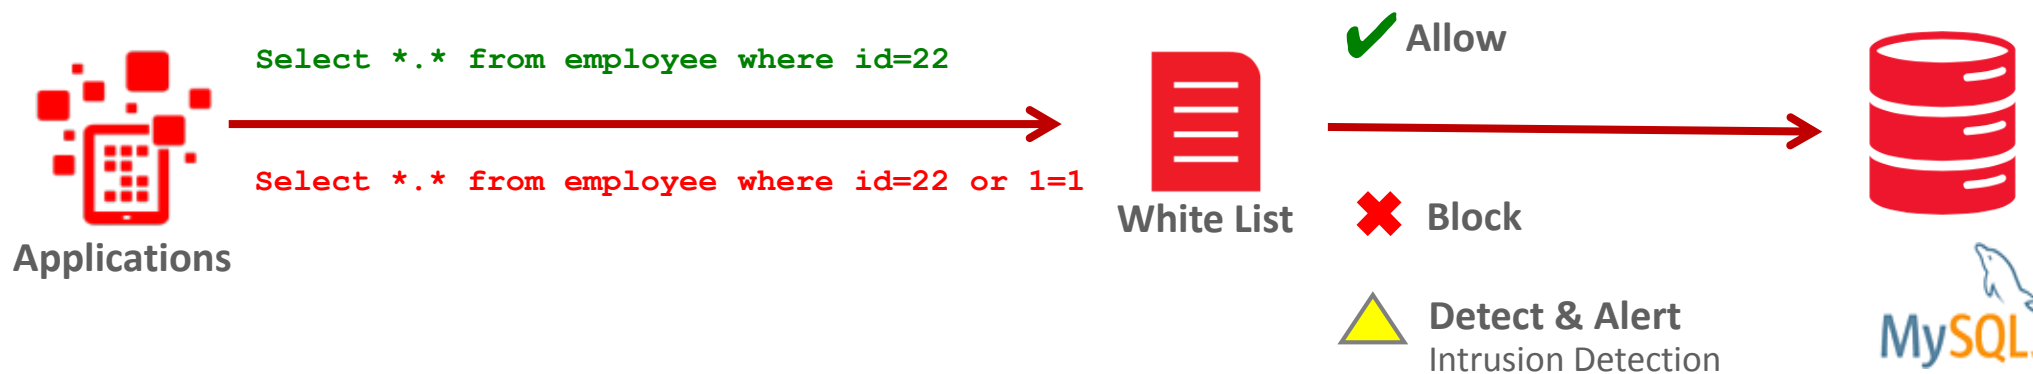 Select *.* from employee where id=22
Select *.* from employee where id=22 or 1=1
Applications
White List
Allow
Block
Detect & Alert
Intrusion Detection
MySQL